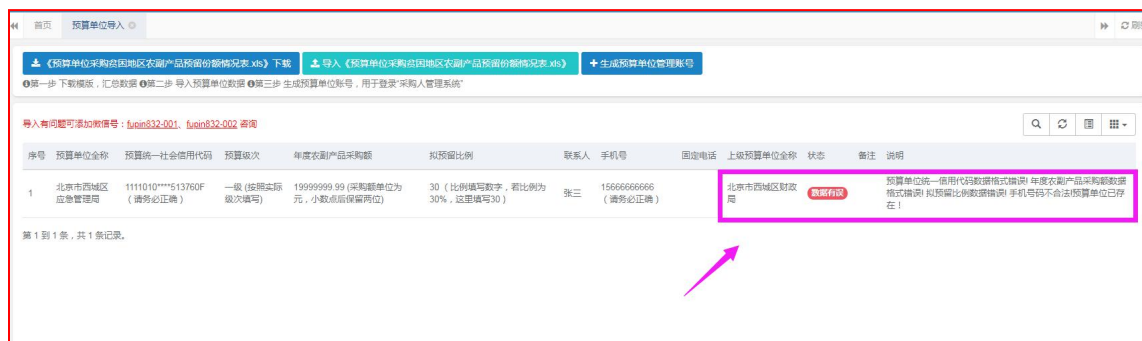 首页 预算单位导入
《预算单位采购贫困地区农副产品预留份额情况表.xls》下载 导入《预算单位采购贫困地区农副产品预留份额情况表.xls》 +生成预算单位管理账号
第一步 下载模版，汇总数据 第二步 导入预算单位数据 第三步 生成预算单位账号，用于登录"采购人管理系统"
导入有问题可添加微信号：fupin832-001、fupin832-002 咨询
序号 预算单位全称 预算统一社会信用代码 预算级次 年度农副产品采购额 拟预留比例 联系人 手机号 固定电话 上级预算单位全称 状态 备注 说明
1 北京市西城区应急管理局 1111010****513760F（请务必正确） 一级 (按照实际级次填写) 19999999.99 (采购额单位为元，小数点后保留两位) 30（比例填写数字，若比例为30%，这里填写30） 张三 15666666666（请务必正确） 北京市西城区财政局 数据有误 预算单位统一信用代码数据格式错误! 年度农副产品采购额数据格式错误! 拟预留比例数据错误! 手机号码不合法!预算单位已存在！
第 1 到 1 条，共 1 条记录。